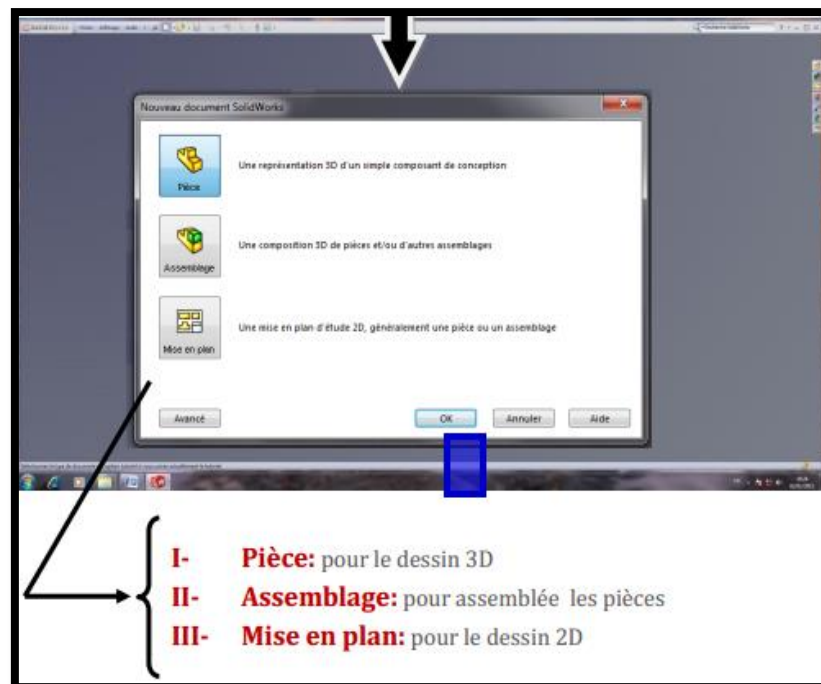 Nouveau document SolidWorks
Pièce
Une représentation 3D d'un simple composant de conception
Assemblage
Une composition 3D de pièces et/ou d'autres assemblages
Mise en plan
Une mise en plan d'étude 2D, généralement une pièce ou un assemblage
Avancé
OK
Annuler
Aide
I- Pièce: pour le dessin 3D
II- Assemblage: pour assemblée les pièces
III- Mise en plan: pour le dessin 2D